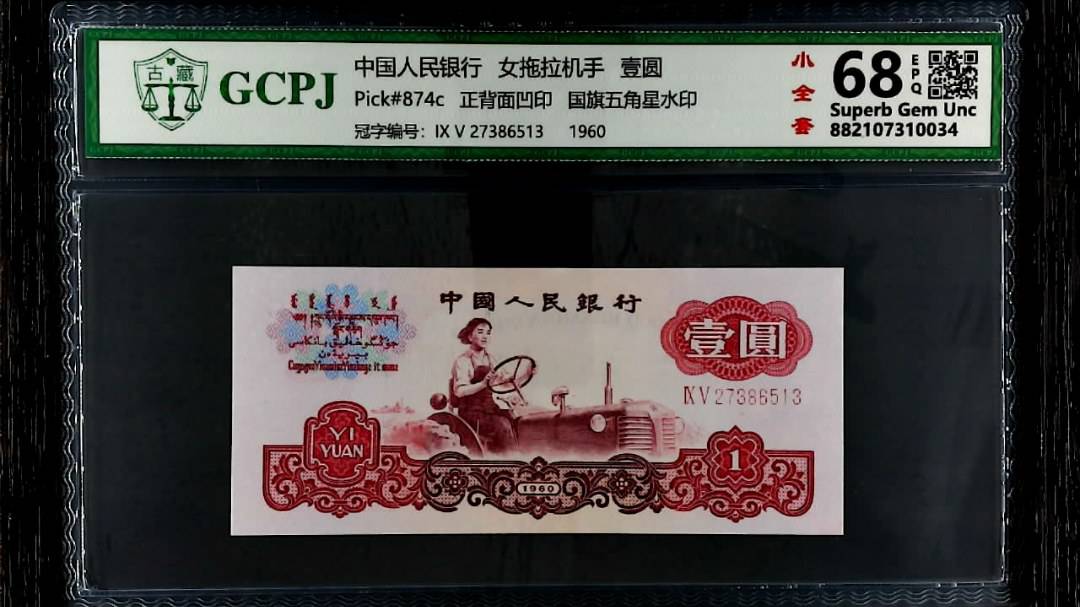 古藏
GCPJ
中国人民银行 女拖拉机手 壹圆
Pick#874c 正背面凹印 国旗五角星水印
冠字编号：IX V 27386513 1960
小全套
68
EPQ
Superb Gem Unc
882107310034
中國人民銀行
壹圓
IX V 27386513
YI
YUAN
1960
1